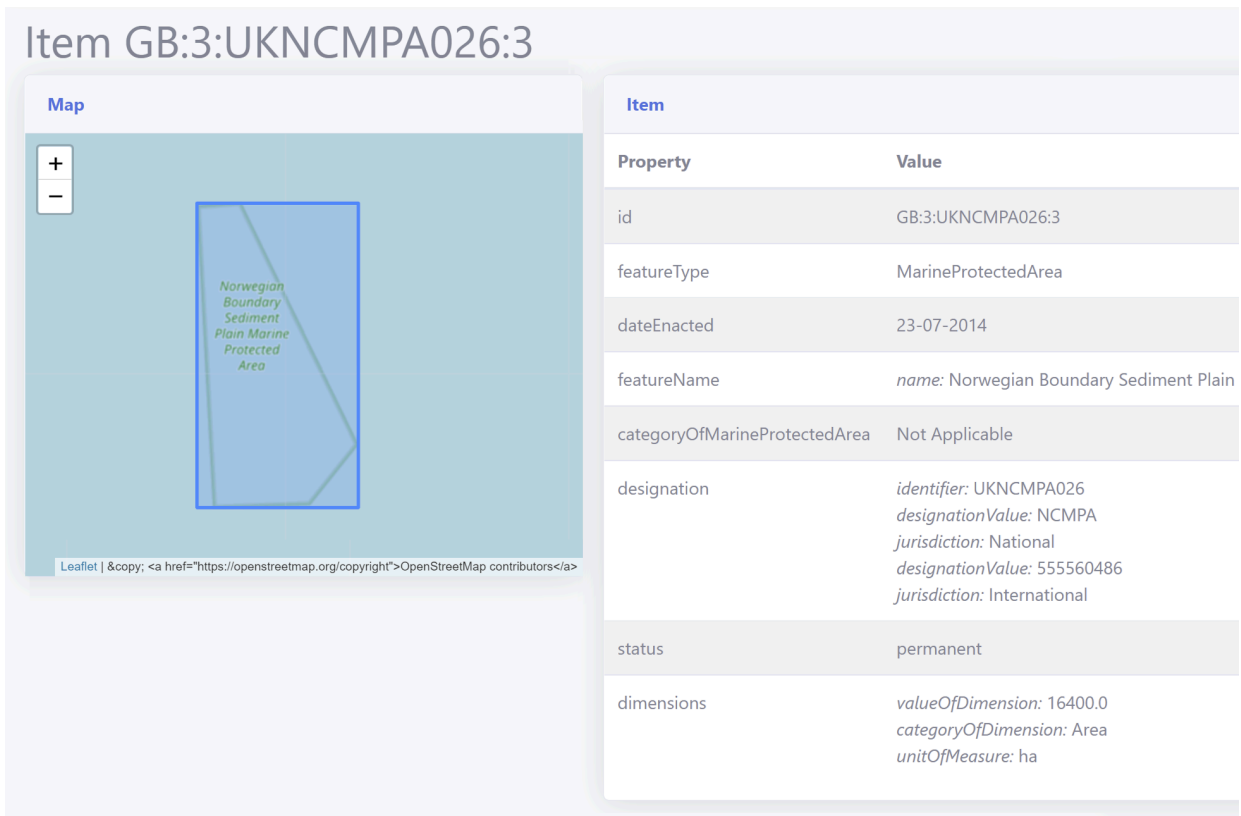 Item GB:3:UKNCMPA026:3
Map
+
−
Norwegian
Boundary
Sediment
Plain Marine
Protected
Area
Leaflet | &copy; <a href="https://openstreetmap.org/copyright">OpenStreetMap contributors</a>
Item
Property Value
id GB:3:UKNCMPA026:3
featureType MarineProtectedArea
dateEnacted 23-07-2014
featureName name: Norwegian Boundary Sediment Plain
categoryOfMarineProtectedArea Not Applicable
designation identifier: UKNCMPA026
designationValue: NCMPA
jurisdiction: National
designationValue: 555560486
jurisdiction: International
status permanent
dimensions valueOfDimension: 16400.0
categoryOfDimension: Area
unitOfMeasure: ha